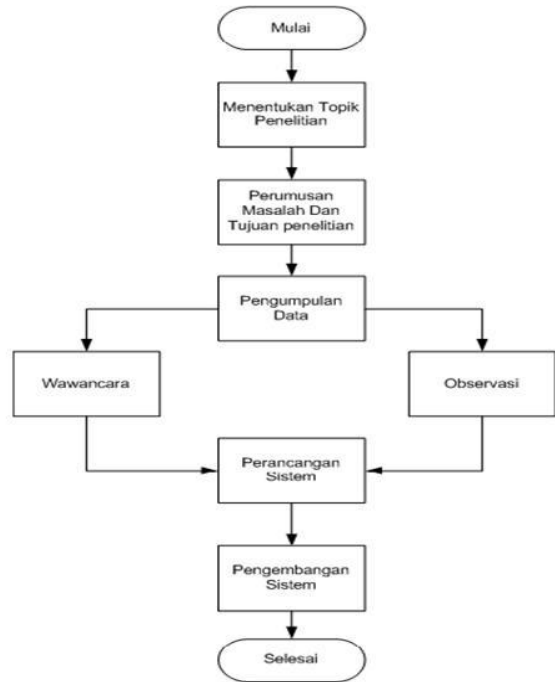 Mulai
Menentukan Topik
Penelitian
Perumusan
Masalah Dan
Tujuan penelitian
Pengumpulan
Data
Wawancara
Observasi
Perancangan
Sistem
Pengembangan
Sistem
Selesai